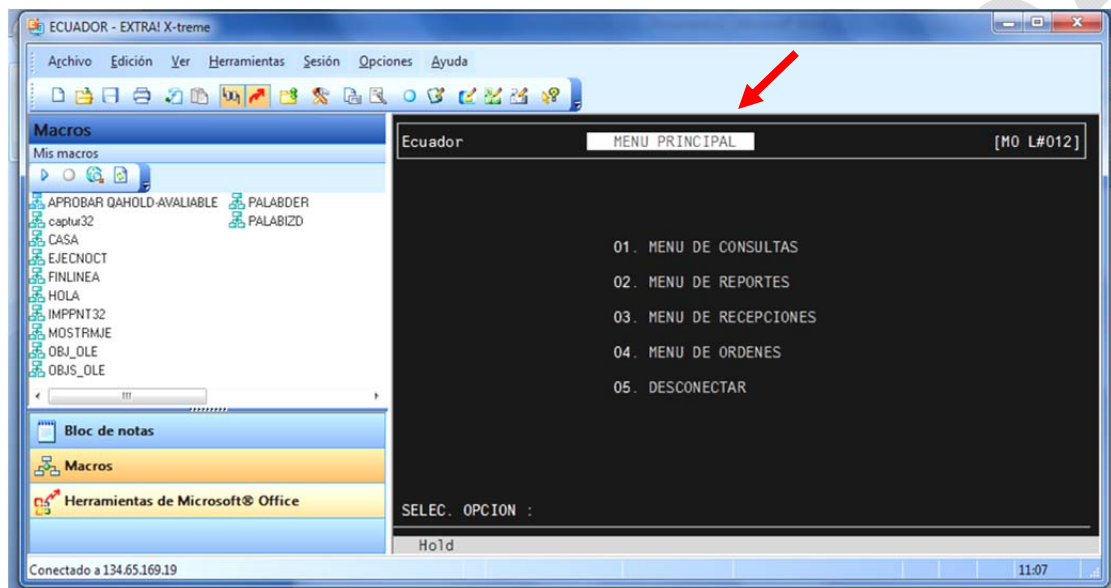 ECUADOR - EXTRA! X-treme
Archivo Edición Ver Herramientas Sesión Opciones Ayuda
Macros
Mis macros
APROBAR QAHOLD-AVALIABLE PALABDER
captur32 PALABIZD
CASA
EJECNOCT
FINLINEA
HOLA
IMPPNT32
MOSTRMJE
OBJ_OLE
OBJS_OLE
Bloc de notas
Macros
Herramientas de Microsoft® Office
Ecuador MENU PRINCIPAL [MO L#012]
01. MENU DE CONSULTAS
02. MENU DE REPORTES
03. MENU DE RECEPCIONES
04. MENU DE ORDENES
05. DESCONECTAR
SELEC. OPCION :
Hold
Conectado a 134.65.169.19 11:07